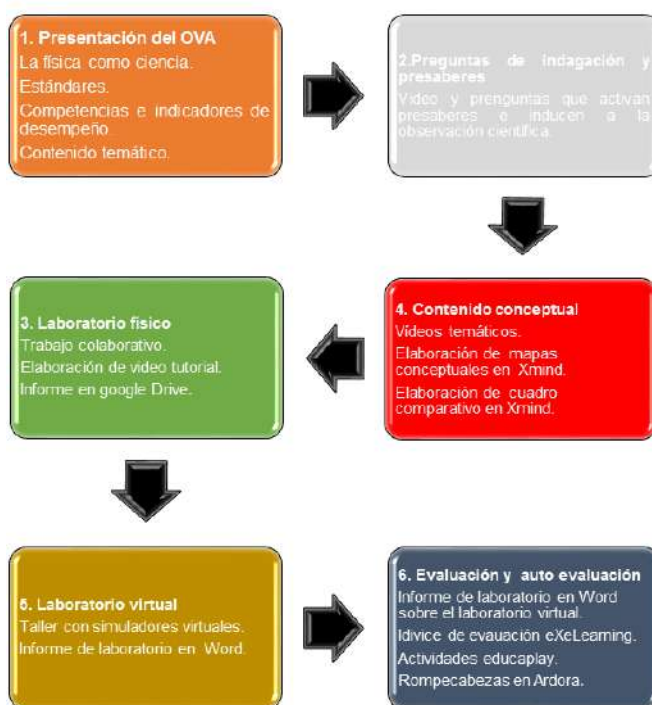 1. Presentación del OVA
La física como ciencia.
Estándares.
Competencias e indicadores de
desempeño.
Contenido temático.
2.Preguntas de indagación y
presaberes
Video y prenguntas que activan
presaberes e inducen a la
observación científica.
4. Contenido conceptual
Vídeos temáticos.
Elaboración de mapas
conceptuales en Xmind.
Elaboración de cuadro
comparativo en Xmind.
3. Laboratorio físico
Trabajo colaborativo.
Elaboración de video tutorial.
Informe en google Drive.
5. Laboratorio virtual
Taller con simuladores virtuales.
Informe de laboratorio en Word.
6. Evaluación y auto evaluación
Informe de laboratorio en Word
sobre el laboratorio virtual.
Idivice de evauación eXeLearning.
Actividades educaplay.
Rompecabezas en Ardora.